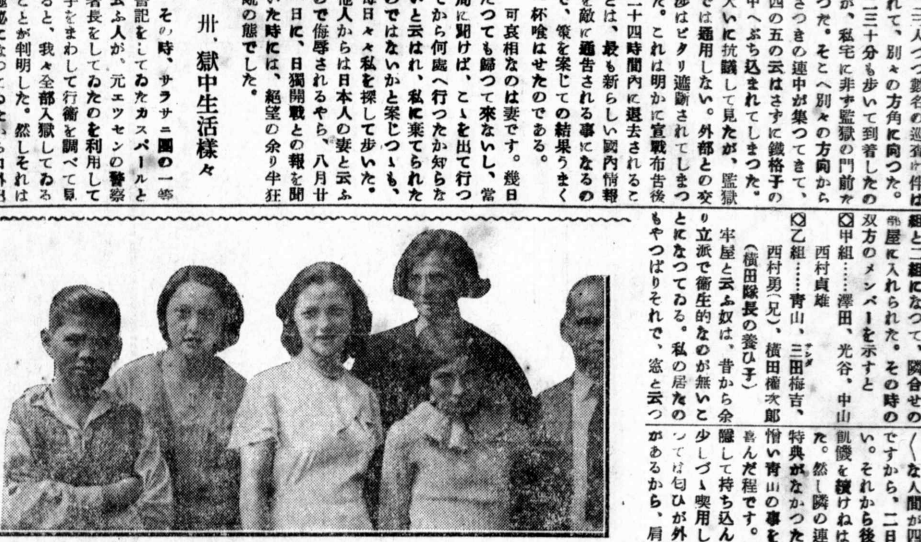 れ、別々の方角に向つた。
二三十分も歩いて到着したの
が、私宅に非ず監獄の門前だ
つた。そこへ別々の方向から
さつきの連中が集つてきて、
四の五の云はさずに鐵格子の
中へぶち込まれてしまつた。
大いに抗議して見たが、監獄
では通用しない。外部との交
渉はピタリ遮斷されてしまつ
た。これは明かに宣戰布告後
二十四時間內に退去されるこ
とは、最も新らしい國內情報
を敵に通告される事になるの
で、策を案じての結果うまく
一杯喰はせたのである。
可哀相なのは妻です。幾日
たつても歸つて來ないし、當
局に聞けば、こゝを出て行つ
てから何處へ行つたか知らな
いと云はれ、私に棄てられた
のではないかと案じつゝも、
每日々々私を探して歩いた。
他人からは日本人の妻と云ふ
ので侮辱されるやら、八月廿
日に、日獨開戰との報を聞
いた時には、絕望の余り半狂
亂の態でした。
卅、獄中生活樣々
その時、サラサニ團の一等
書記をしてゐたカスパールと
云ふ人が、元エツセンの警察
署長をしてゐたのを利用して
手をまわして行衞を調べて見
ると、我々全部入獄してゐる
ことが判明した。然しそれは
組と二組になつて、隣合せの
牢屋に入れられた。その時の
双方のメンバーを示すと
◇甲組……澤田、光谷、中山
西村貞雄
◇乙組……靑山、三田梅吉、
西村勇（兄）、橫田權次郎
（橫田隊長の養ひ子）
牢屋と云ふ奴は、昔から余
り立派で衞生的なのが無いこ
とになつてゐる。私の居たの
もやつぱりそれで、窓と云つ
な人間が四
ですから、二日
い。それから後
飢餓を續けねば
た。然し隣の連
特典がなかつた
憎い靑山の事を
喜んだ程です。
隱して持ち込ん
少しづゝ喫用し
つては匂ひが外
があるから、肩